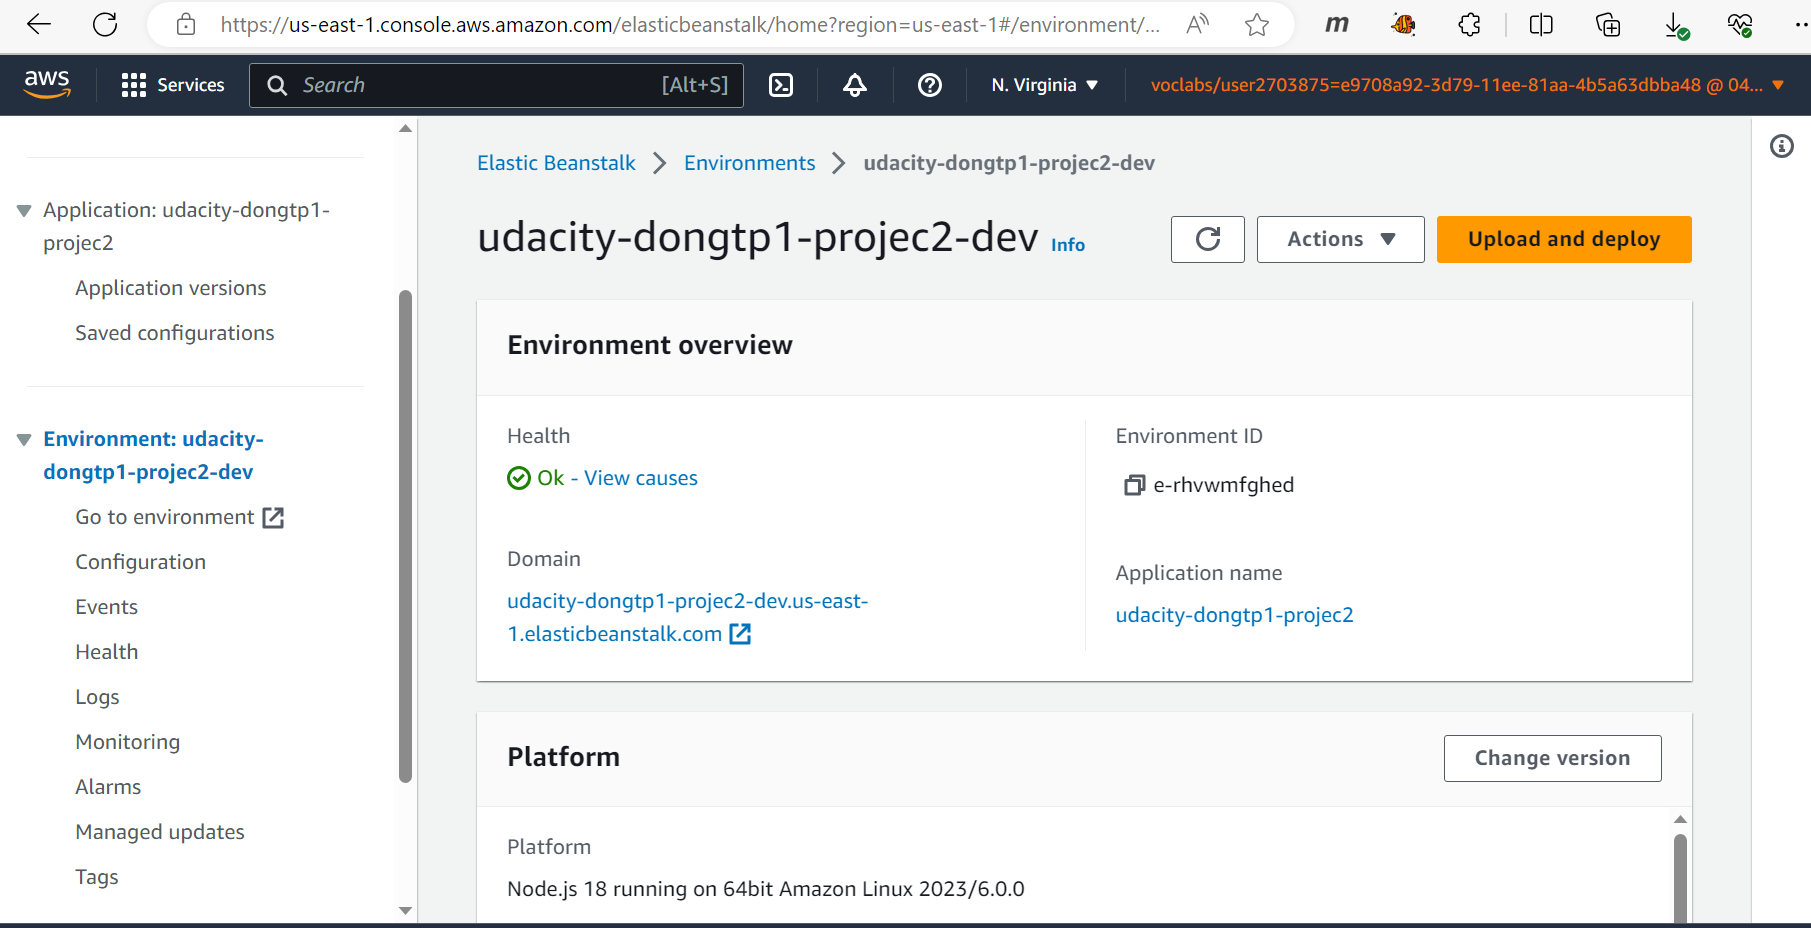 https://us-east-1.console.aws.amazon.com/elasticbeanstalk/home?region=us-east-1#/environment/...
aws
Services
Search
[Alt+S]
N. Virginia
voclabs/user2703875=e9708a92-3d79-11ee-81aa-4b5a63dbba48 @ 04...
Application: udacity-dongtp1-
projec2
Application versions
Saved configurations
Environment: udacity-
dongtp1-projec2-dev
Go to environment
Configuration
Events
Health
Logs
Monitoring
Alarms
Managed updates
Tags
Elastic Beanstalk
Environments
udacity-dongtp1-projec2-dev
udacity-dongtp1-projec2-dev Info
Actions
Upload and deploy
Environment overview
Health
Ok - View causes
Domain
udacity-dongtp1-projec2-dev.us-east-
1.elasticbeanstalk.com
Environment ID
e-rhvwmfghed
Application name
udacity-dongtp1-projec2
Platform
Change version
Platform
Node.js 18 running on 64bit Amazon Linux 2023/6.0.0